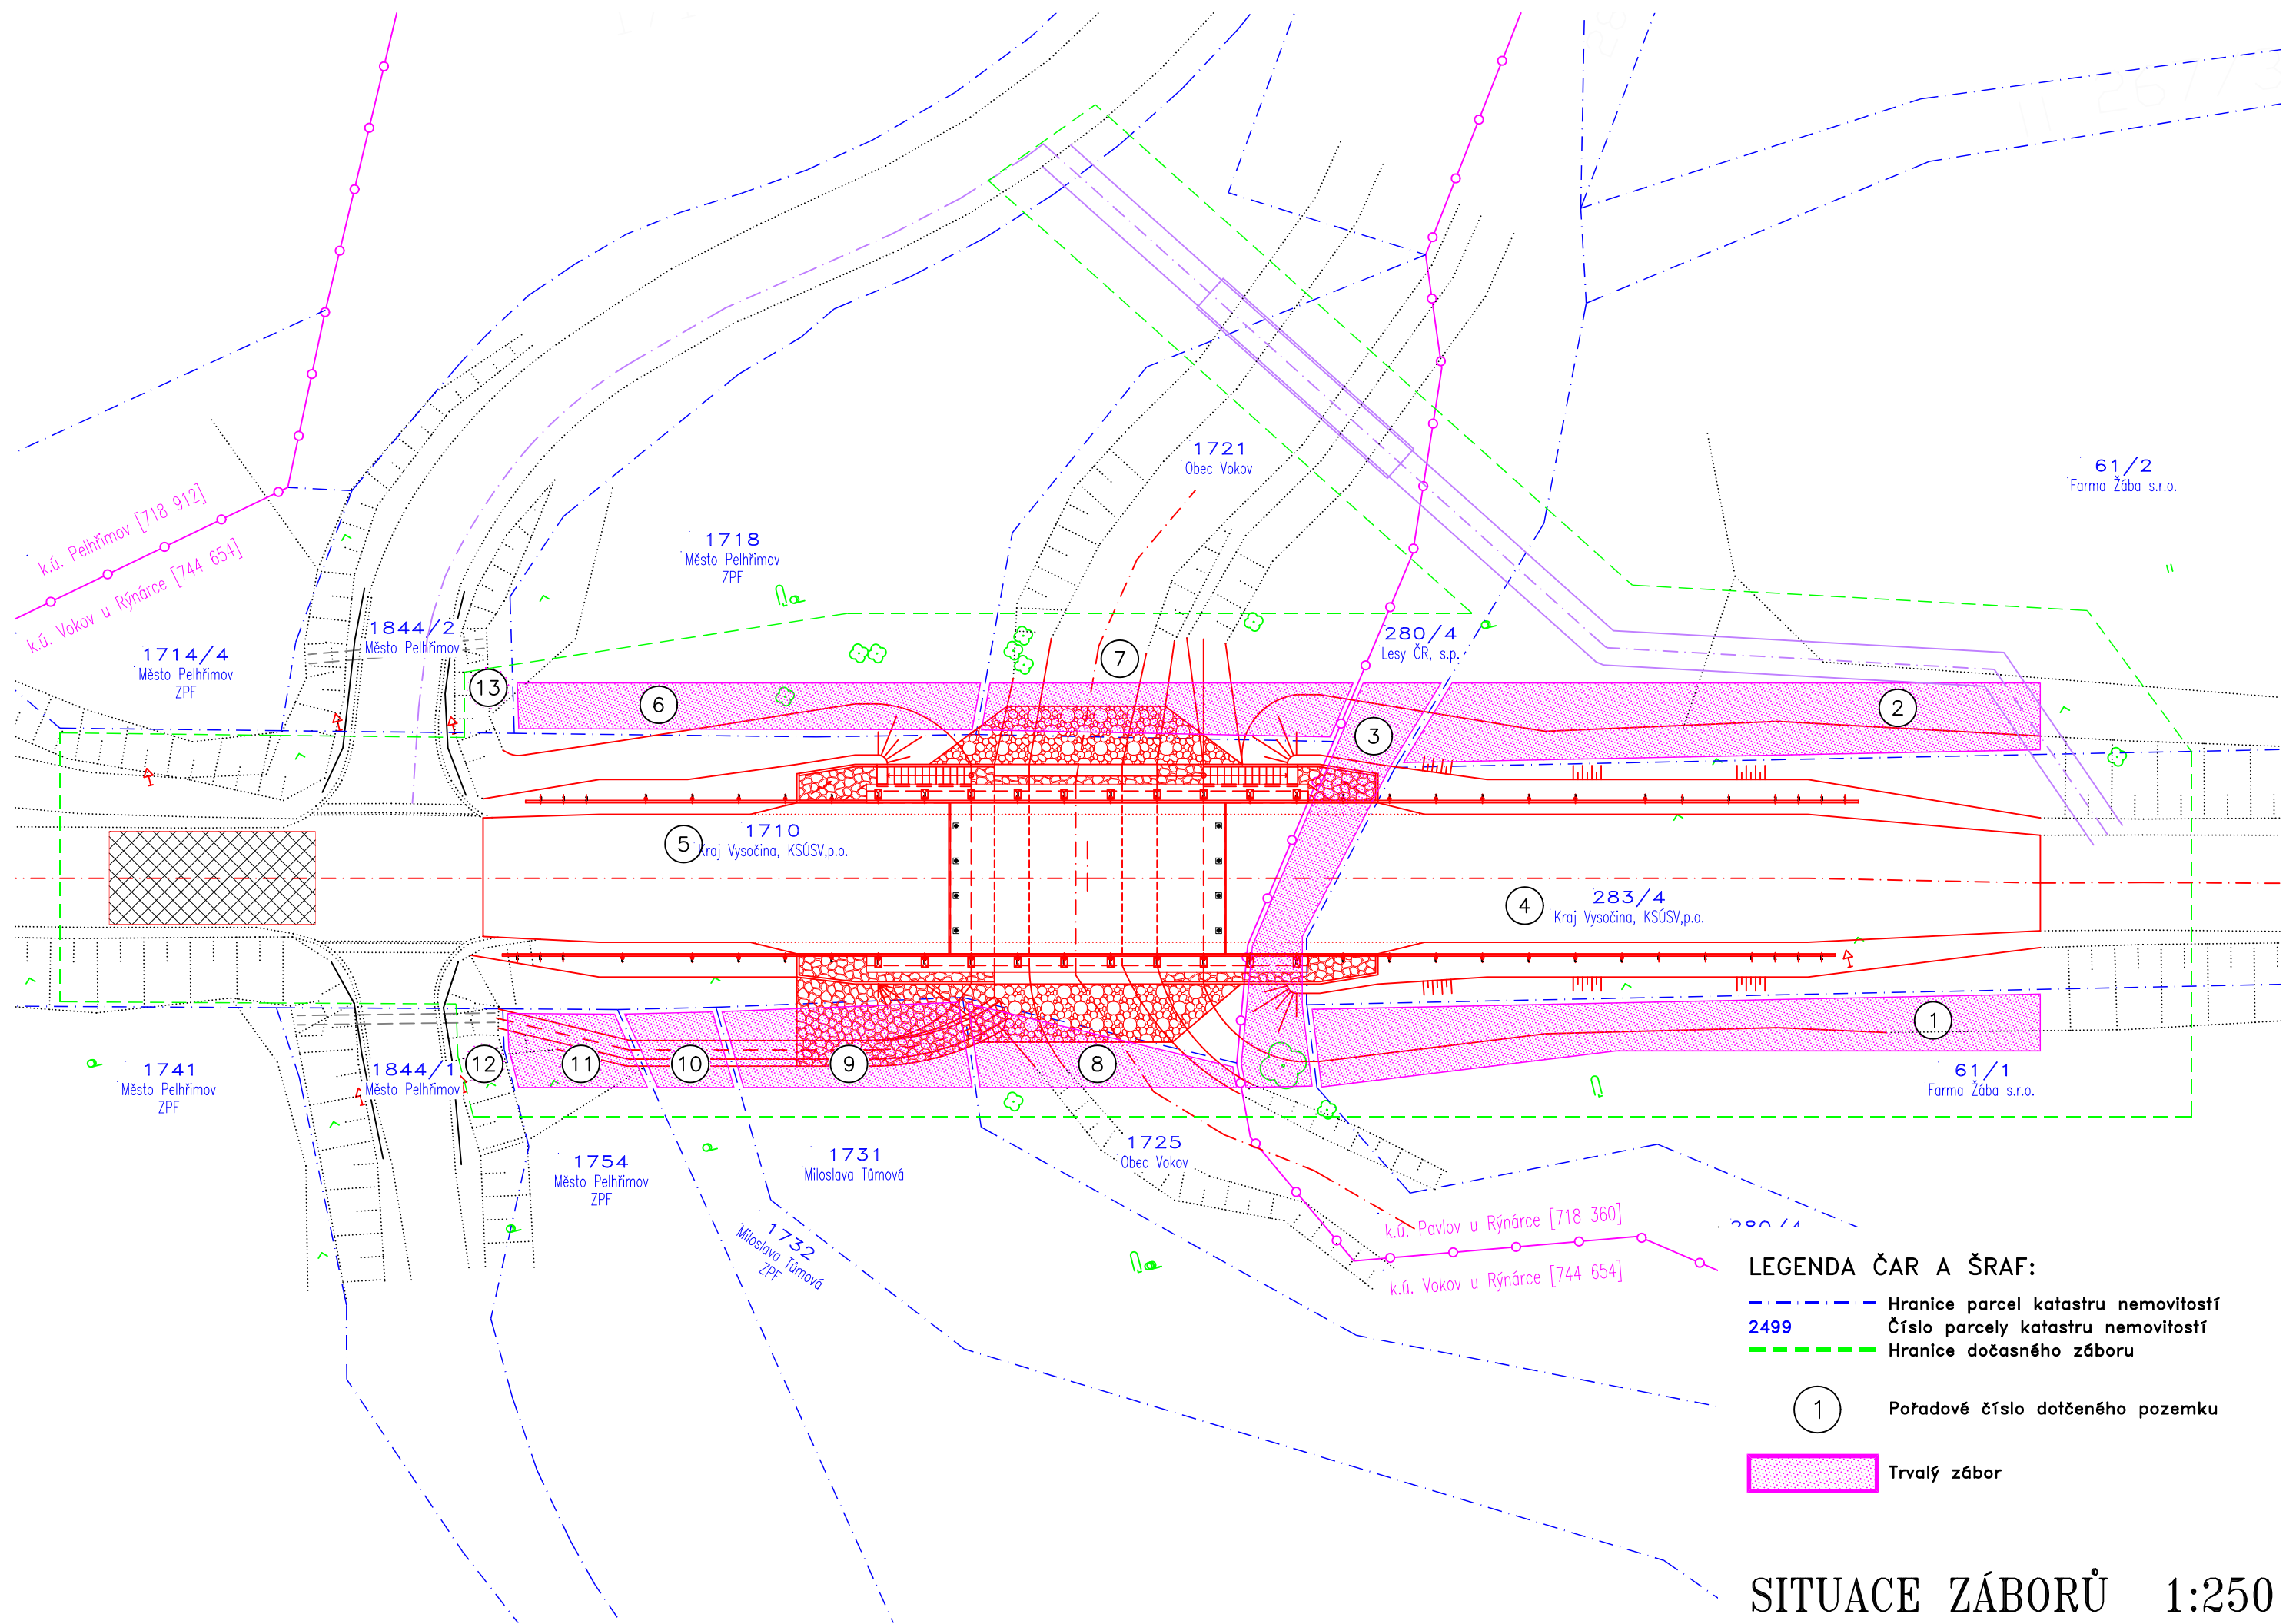 k.ú. Pelhřimov [718 912]
k.ú. Vokov u Rýnárce [744 654]
1714/4
Město Pelhřimov
ZPF
1844/2
Město Pelhřimov
1718
Město Pelhřimov
ZPF
1721
Obec Vokov
61/2
Farma Žába s.r.o.
280/4
Lesy ČR, s.p.
13
6
7
3
2
5
1710
Kraj Vysočina, KSÚSV,p.o.
4
283/4
Kraj Vysočina, KSÚSV,p.o.
1
12
11
10
9
8
1741
Město Pelhřimov
ZPF
1844/1
Město Pelhřimov
61/1
Farma Žába s.r.o.
1754
Město Pelhřimov
ZPF
1731
Miloslava Tůmová
1725
Obec Vokov
1732
Miloslava Tůmová
ZPF
k.ú. Pavlov u Rýnárce [718 360]
k.ú. Vokov u Rýnárce [744 654]
280/4
LEGENDA ČAR A ŠRAF:
Hranice parcel katastru nemovitostí
2499 Číslo parcely katastru nemovitostí
Hranice dočasného záboru
1 Pořadové číslo dotčeného pozemku
Trvalý zábor
SITUACE ZÁBORŮ 1:250